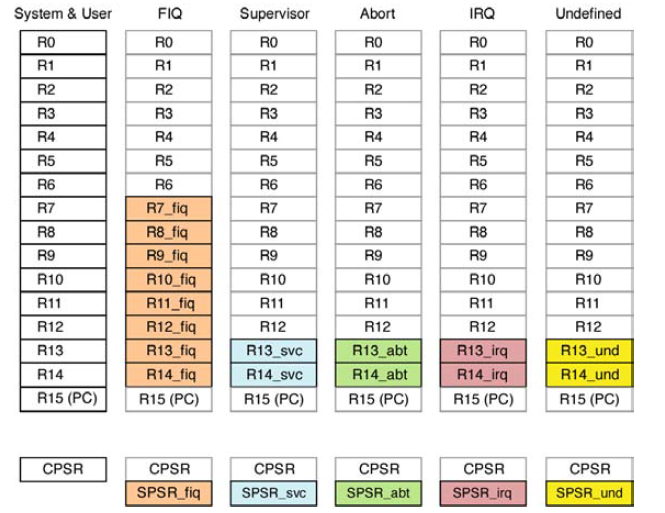 System & User FIQ Supervisor Abort IRQ Undefined
R0 R0 R0 R0 R0 R0
R1 R1 R1 R1 R1 R1
R2 R2 R2 R2 R2 R2
R3 R3 R3 R3 R3 R3
R4 R4 R4 R4 R4 R4
R5 R5 R5 R5 R5 R5
R6 R6 R6 R6 R6 R6
R7 R7_fiq R7 R7 R7 R7
R8 R8_fiq R8 R8 R8 R8
R9 R9_fiq R9 R9 R9 R9
R10 R10_fiq R10 R10 R10 R10
R11 R11_fiq R11 R11 R11 R11
R12 R12_fiq R12 R12 R12 R12
R13 R13_fiq R13_svc R13_abt R13_irq R13_und
R14 R14_fiq R14_svc R14_abt R14_irq R14_und
R15 (PC) R15 (PC) R15 (PC) R15 (PC) R15 (PC) R15 (PC)
CPSR CPSR CPSR CPSR CPSR CPSR
SPSR_fiq SPSR_svc SPSR_abt SPSR_irq SPSR_und